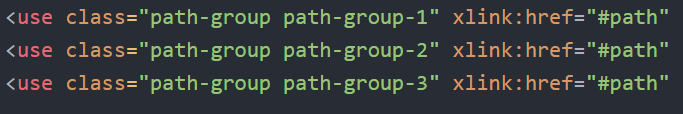 <use class="path-group path-group-1" xlink:href="#path"
<use class="path-group path-group-2" xlink:href="#path"
<use class="path-group path-group-3" xlink:href="#path"